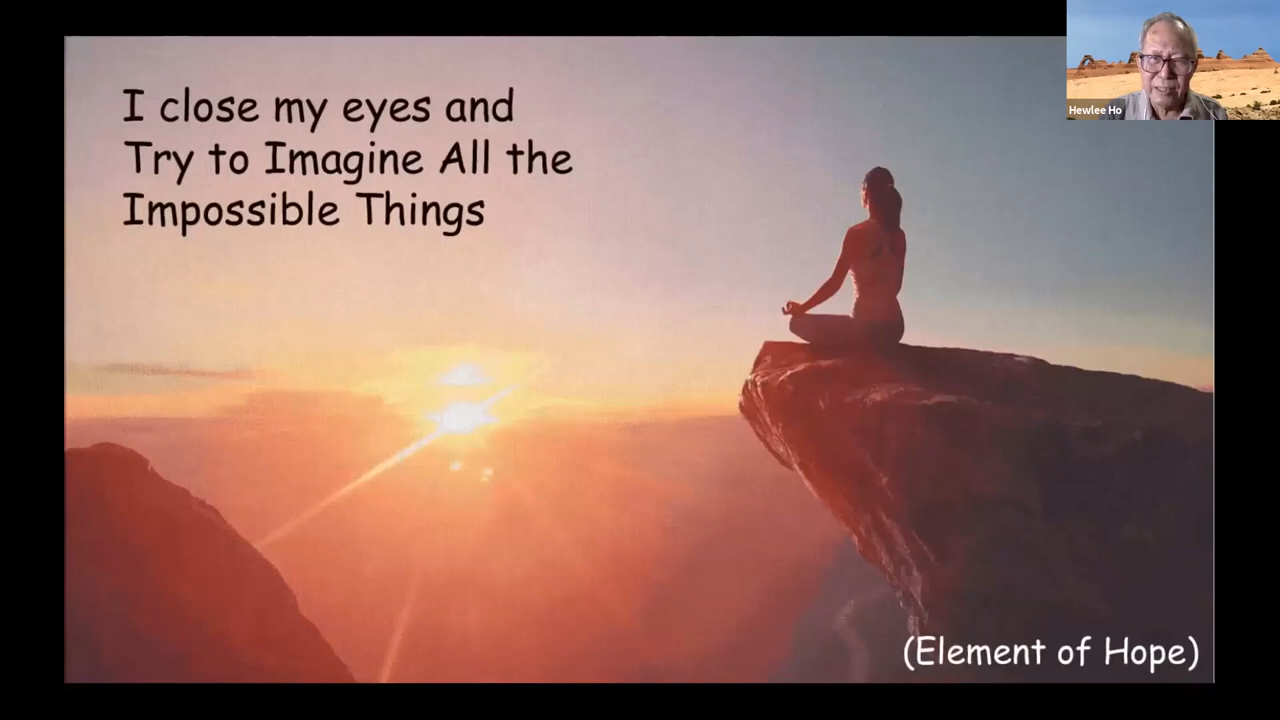 I close my eyes and
Try to Imagine All the
Impossible Things
Hewlee Ho
(Element of Hope)